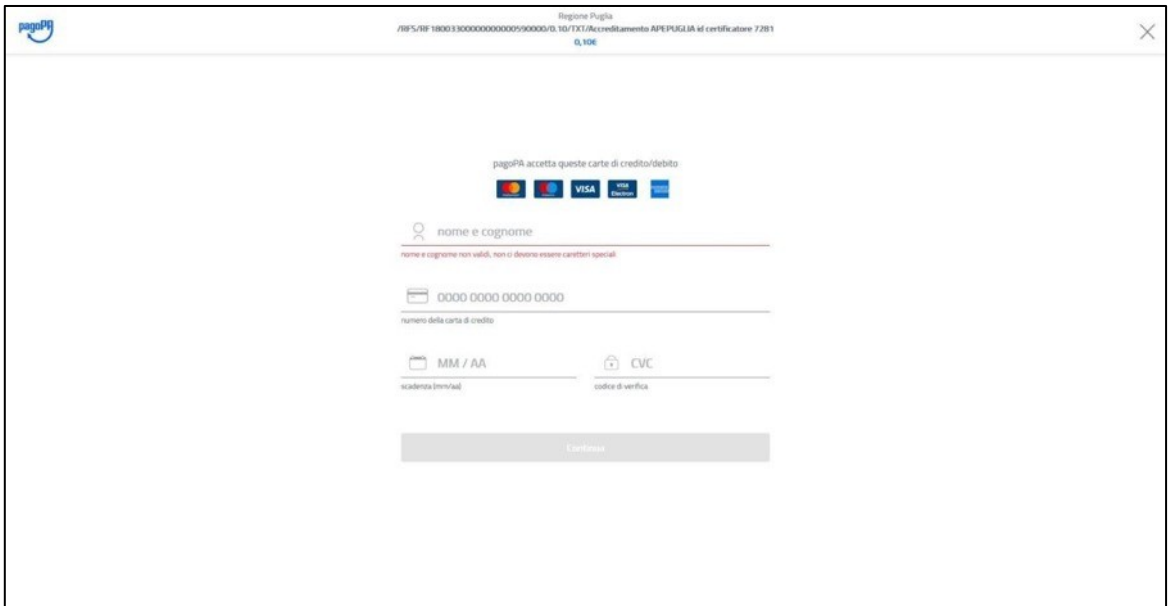 pagoPA
Regione Puglia
/RFS/RF18003300000000000590000/0.10/TXT/Accreditamento APEPUGLIA id certificatore 7281
0,10€
pagoPA accetta queste carte di credito/debito
VISA
VISA
Electron
nome e cognome
nome e cognome non validi, non ci devono essere caretteri speciali
0000 0000 0000 0000
numero della carta di credito
MM / AA
CVC
scadenza (mm/aa)
codice di verifica
Continua